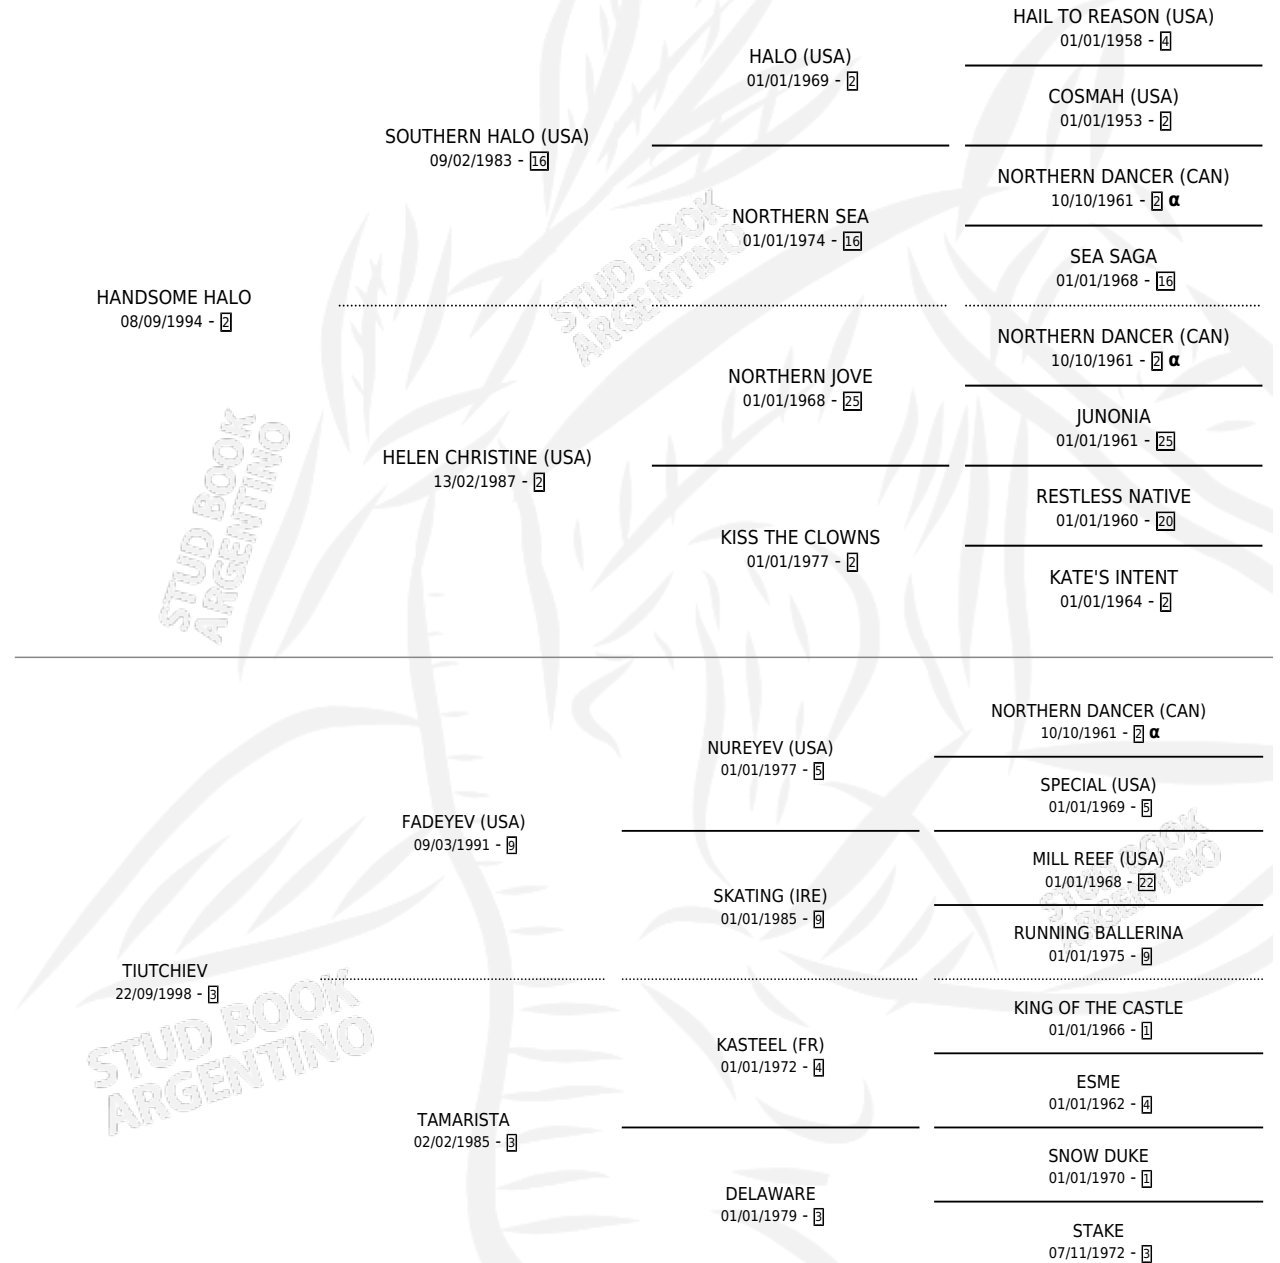 HAIL TO REASON (USA)
01/01/1958 - 4
HALO (USA)
01/01/1969 - 2
COSMAH (USA)
01/01/1953 - 2
SOUTHERN HALO (USA)
09/02/1983 - 16
NORTHERN DANCER (CAN)
10/10/1961 - 2 α
NORTHERN SEA
01/01/1974 - 16
SEA SAGA
01/01/1968 - 16
STUD BOOK
ARGENTINO
HANDSOME HALO
08/09/1994 - 2
NORTHERN DANCER (CAN)
10/10/1961 - 2 α
NORTHERN JOVE
01/01/1968 - 25
JUNONIA
01/01/1961 - 25
HELEN CHRISTINE (USA)
13/02/1987 - 2
RESTLESS NATIVE
01/01/1960 - 20
KISS THE CLOWNS
01/01/1977 - 2
KATE'S INTENT
01/01/1964 - 2
STUD BOOK
ARGENTINO
NORTHERN DANCER (CAN)
10/10/1961 - 2 α
NUREYEV (USA)
01/01/1977 - 5
SPECIAL (USA)
01/01/1969 - 5
FADEYEV (USA)
09/03/1991 - 9
MILL REEF (USA)
01/01/1968 - 22
SKATING (IRE)
01/01/1985 - 9
RUNNING BALLERINA
01/01/1975 - 9
STUD BOOK
ARGENTINO
TIUTCHIEV
22/09/1998 - 3
KING OF THE CASTLE
01/01/1966 - 1
KASTEEL (FR)
01/01/1972 - 4
ESME
01/01/1962 - 4
STUD BOOK
ARGENTINO
TAMARISTA
02/02/1985 - 3
SNOW DUKE
01/01/1970 - 1
DELAWARE
01/01/1979 - 3
STAKE
07/11/1972 - 3